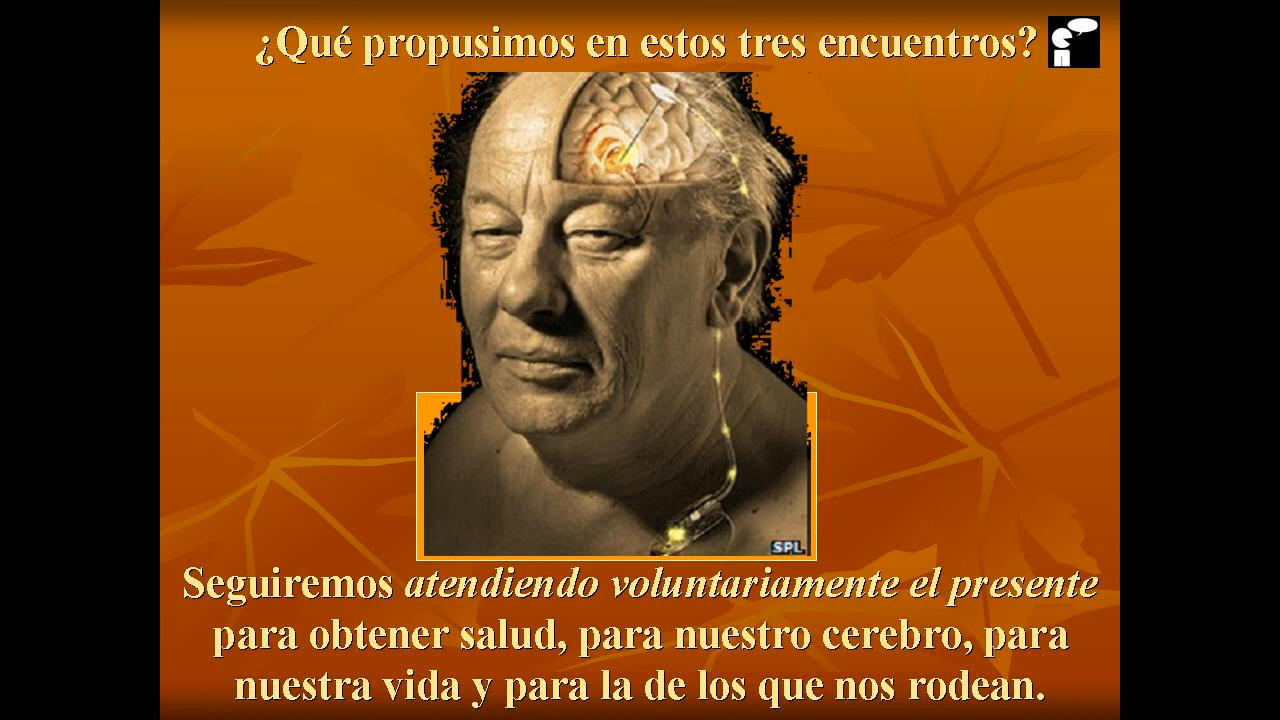 ¿Qué propusimos en estos tres encuentros?
SPL
Seguiremos atendiendo voluntariamente el presente
para obtener salud, para nuestro cerebro, para
nuestra vida y para la de los que nos rodean.